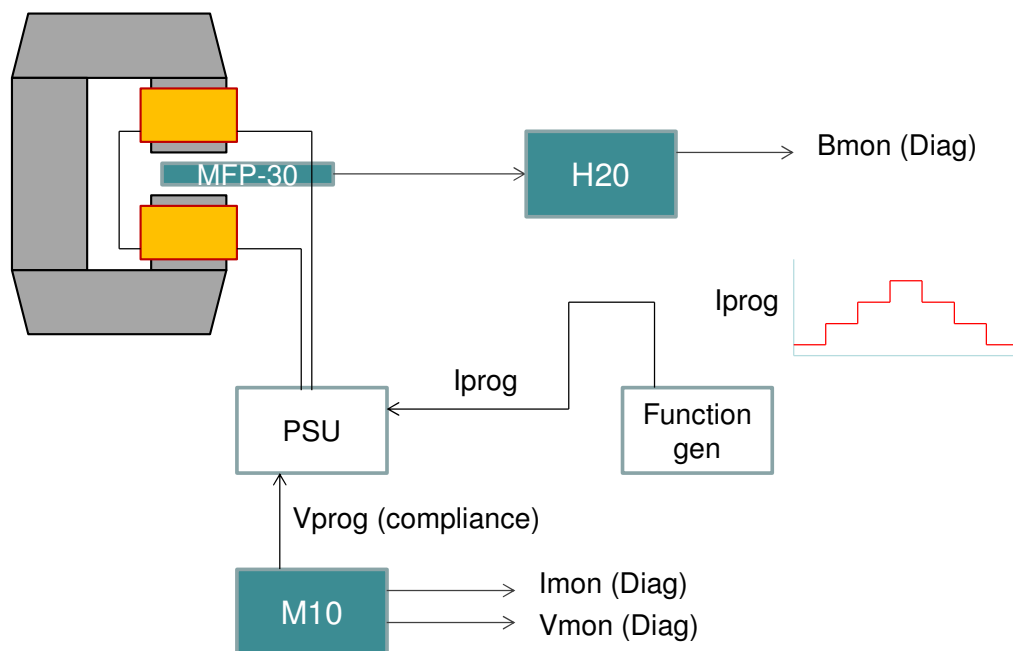 MFP-30
H20
Bmon (Diag)
Iprog
Iprog
PSU
Function
gen
Vprog (compliance)
M10
Imon (Diag)
Vmon (Diag)